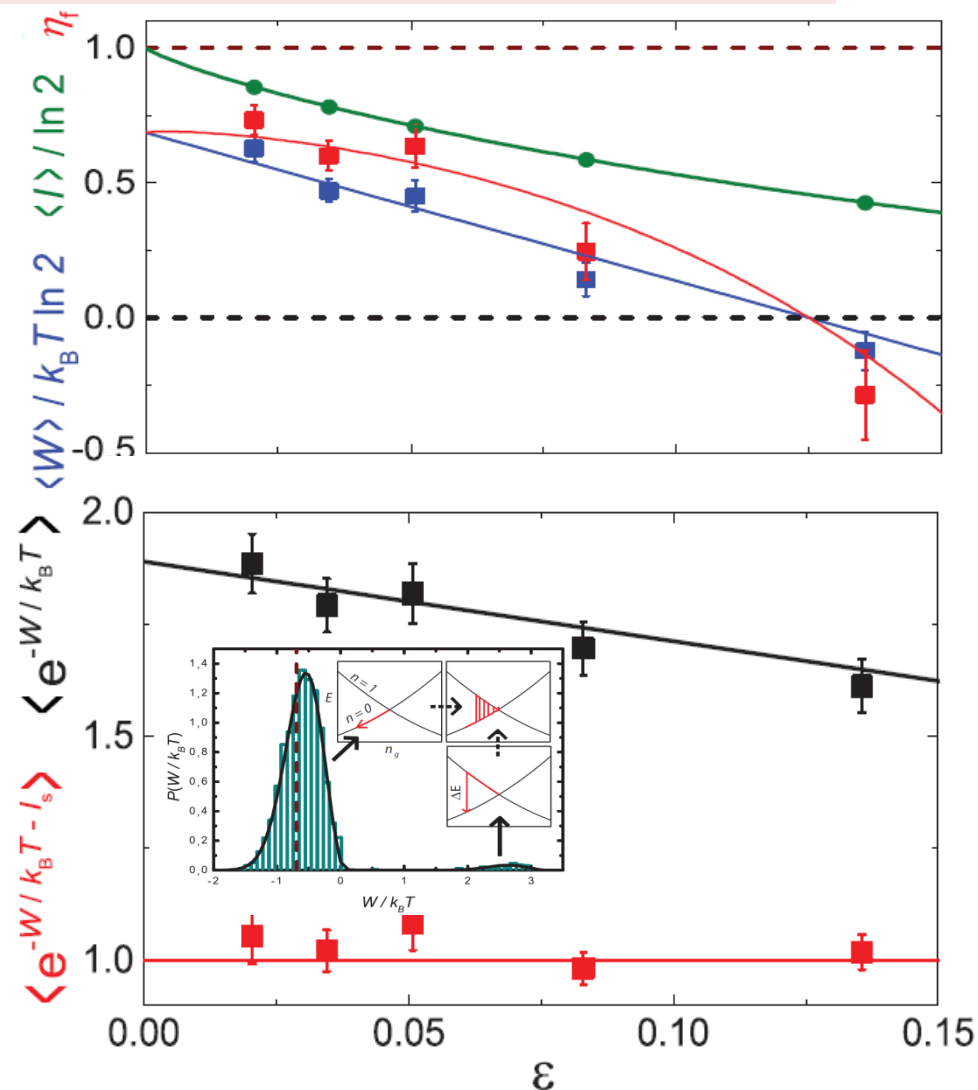 η_f
⟨I⟩ / ln 2
⟨W⟩ / k_B T ln 2
1.0
0.5
0.0
-0.5
⟨e^{-W / k_B T}⟩
⟨e^{-W / k_B T - I_s}⟩
2.0
1.5
1.0
P(W / k_B T)
1,4
1,2
1,0
0,8
0,6
0,4
0,2
0,0
-2
-1
0
1
2
3
W / k_B T
E
n = 1
n = 0
n_g
ΔE
0.00
0.05
0.10
0.15
ε